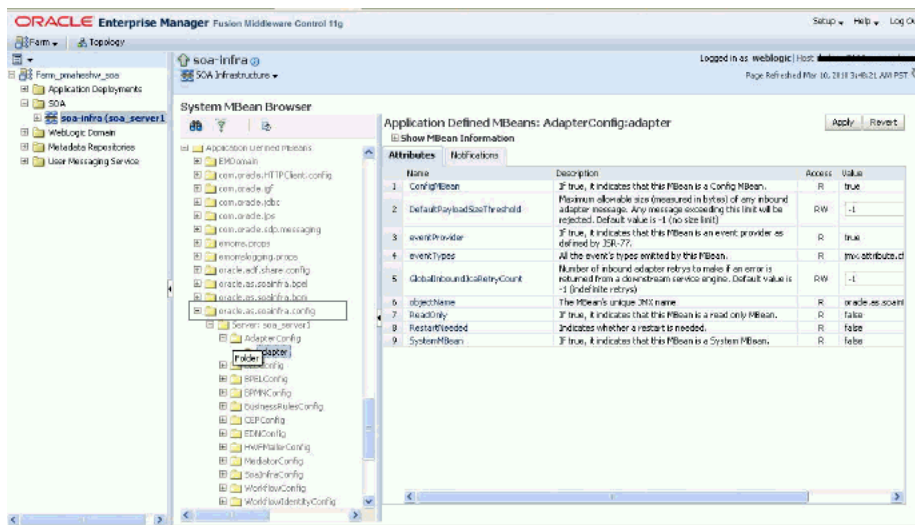 ORACLE Enterprise Manager Fusion Middleware Control 11g
Setup Help Log
Farm Topology
soa-infra
Logged in as weblogic| Host
SOA Infrastructure
Page Refreshed Mar 10, 2010 AM PST
Farm_pmaheshw_soa
Application Deployments
SOA
soa-infra (soa_server1
WebLogic Domain
Metadata Repositories
User Messaging Service
System MBean Browser
Application Defined MBeans
EMDomain
com.oracle.HTTPClient.config
com.oracle.igf
com.oracle.jdbc
com.oracle.jps
com.oracle.sdp.messaging
emoms.props
emomslogging.props
oracle.adf.share.config
oracle.as.soainfra.bpel
oracle.as.soainfra.bpm
oracle.as.soainfra.config
Server: soa_server1
AdapterConfig
adapter
Folder
BPELConfig
BPMNConfig
BusinessRulesConfig
CEPConfig
EDNConfig
HWFMailerConfig
MediatorConfig
SoaInfraConfig
WorkflowConfig
WorkflowIdentityConfig
Application Defined MBeans: AdapterConfig:adapter
Apply Revert
Show MBean Information
Attributes Notifications
Name Description Access Value
1 ConfigMBean If true, it indicates that this MBean is a Config MBean. R true
2 DefaultPayloadSizeThreshold Maximum allowable size (measured in bytes) of any inbound adapter message. Any message exceeding this limit will be rejected. Default value is -1 (no size limit) RW -1
3 eventProvider If true, it indicates that this MBean is an event provider as defined by JSR-77. R true
4 eventTypes All the event's types emitted by this MBean. R jmx.attribute.ch
5 GlobalInboundJcaRetryCount Number of inbound adapter retrys to make if an error is returned from a downstream service engine. Default value is -1 (indefinite retrys) RW -1
6 objectName The MBean's unique JMX name R oracle.as.soainf
7 ReadOnly If true, it indicates that this MBean is a read only MBean. R false
8 RestartNeeded Indicates whether a restart is needed. R false
9 SystemMBean If true, it indicates that this MBean is a System MBean. R false